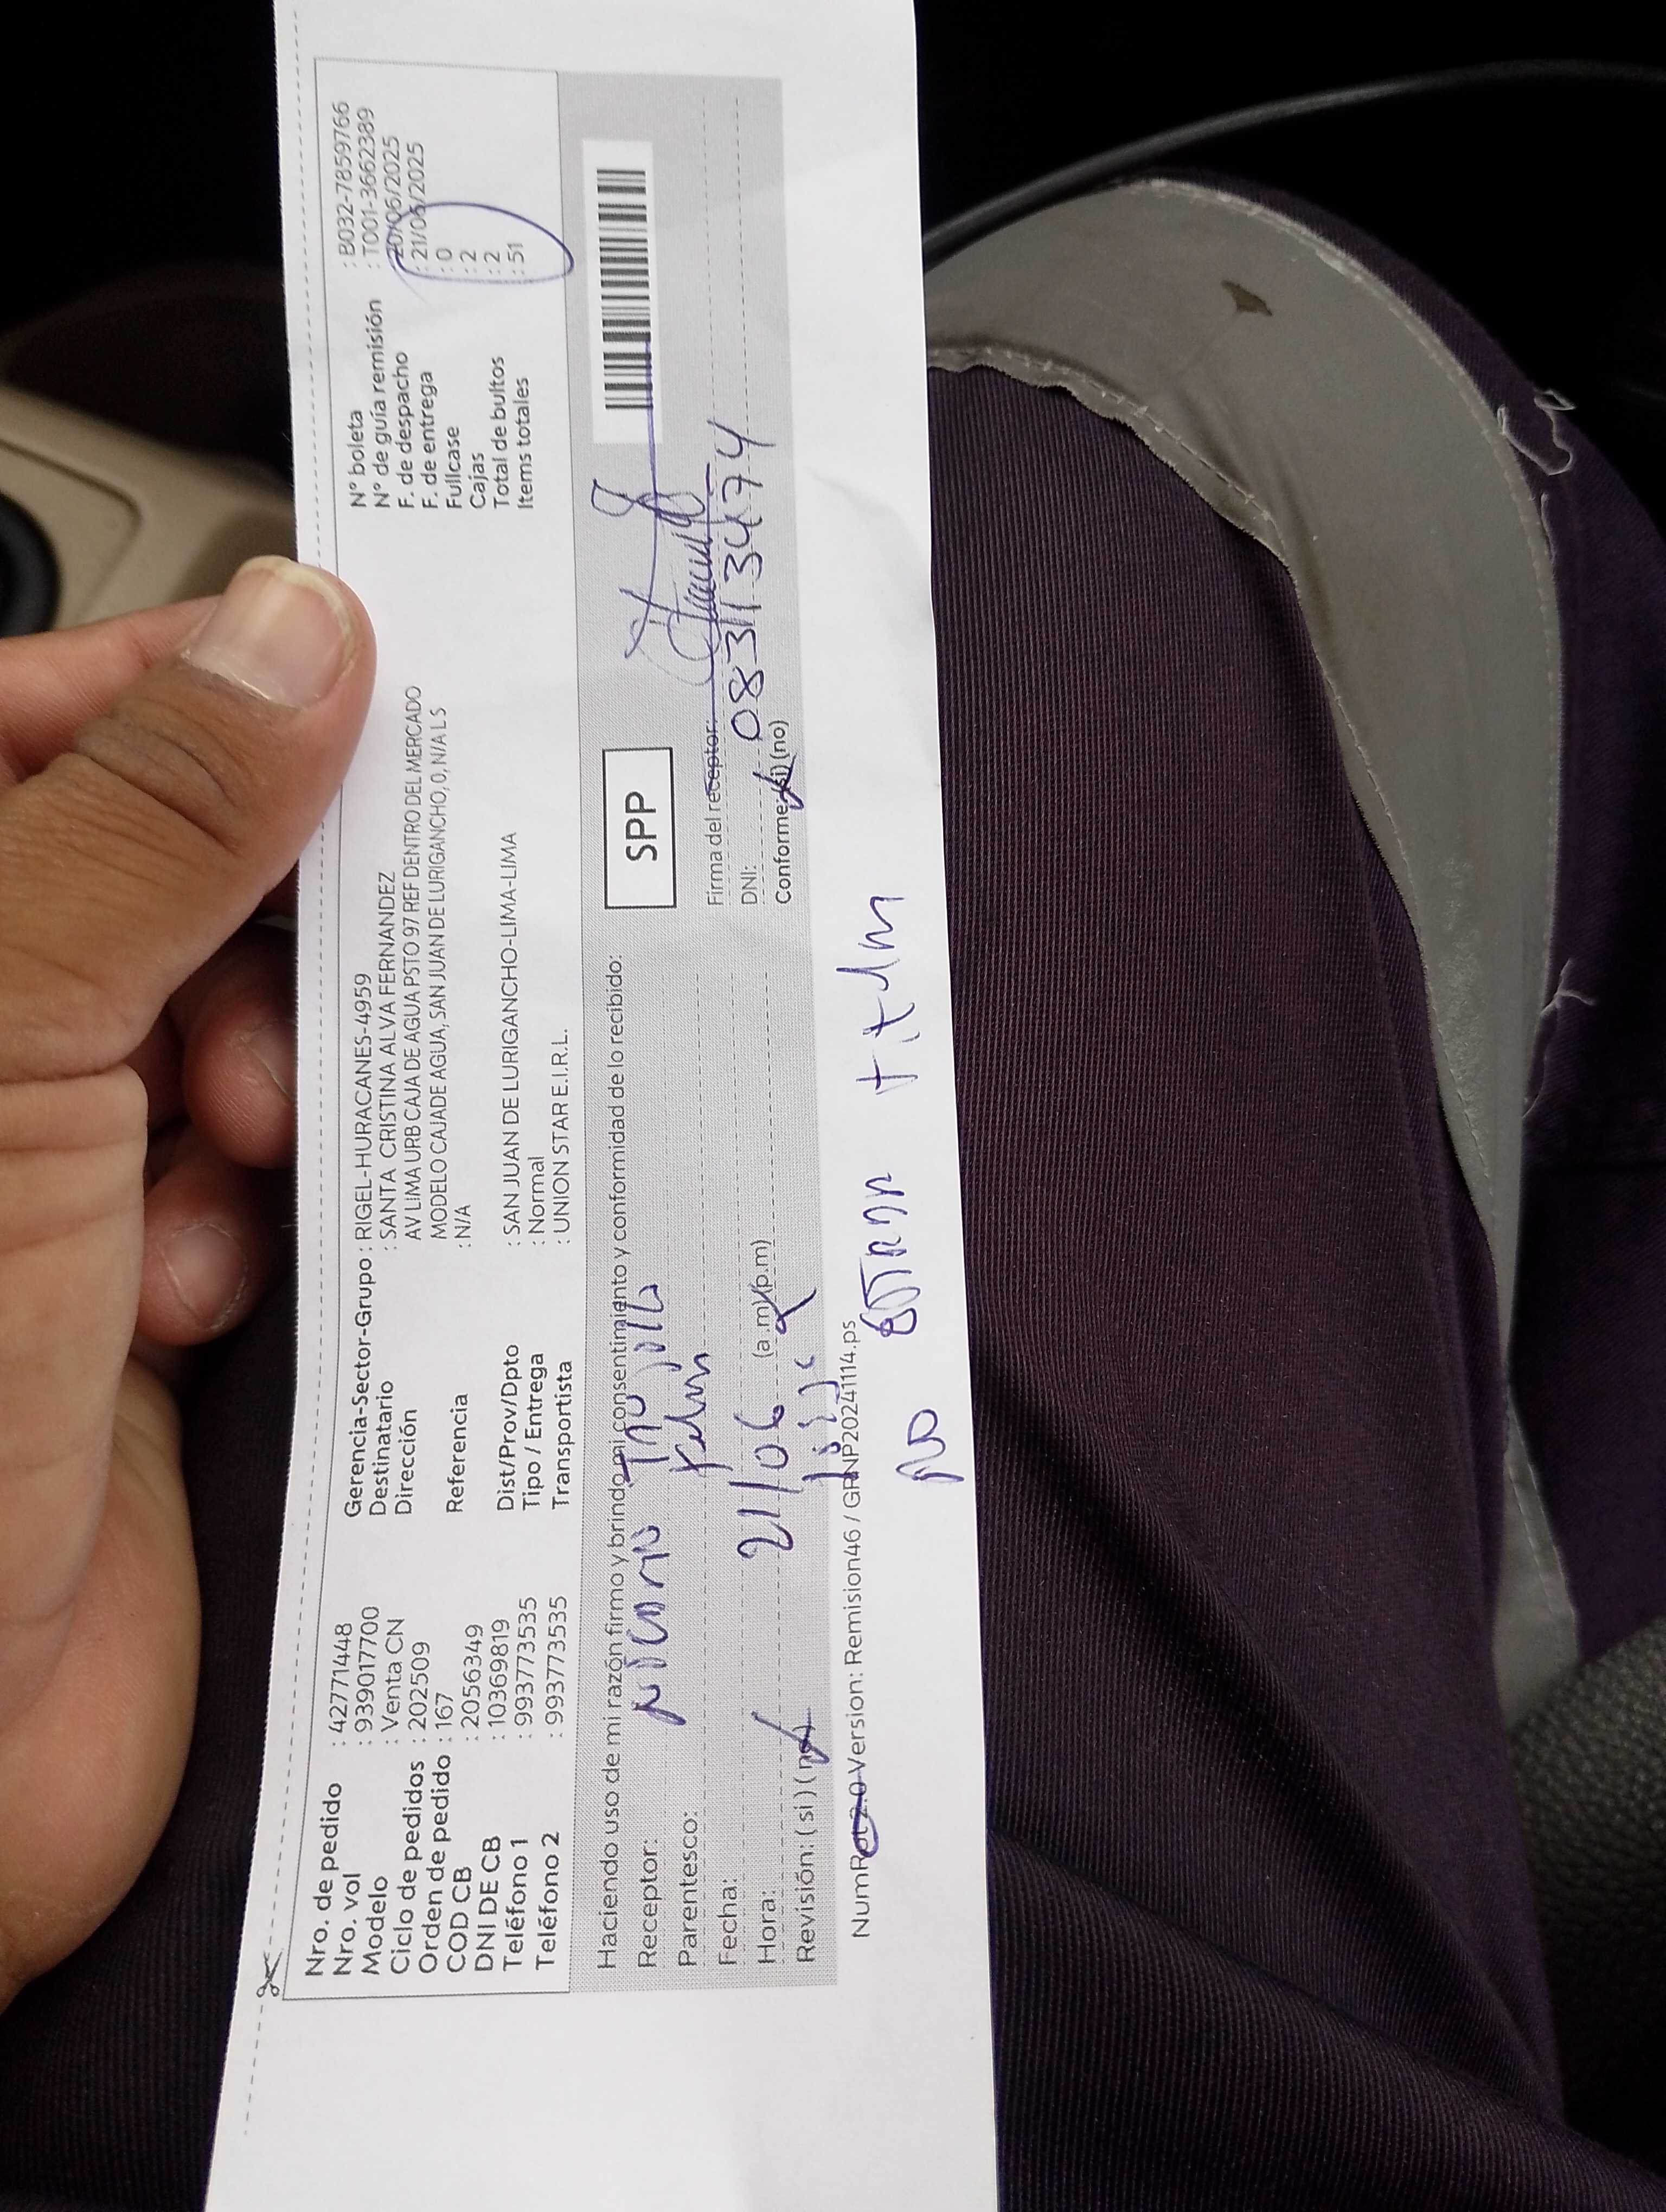 Nro. de pedido : 42771448
Nro. vol : 939017700
Modelo : Venta CN
Ciclo de pedidos : 202509
Orden de pedido : 167
COD CB : 2056349
DNI DE CB : 10369819
Teléfono 1 : 993773535
Teléfono 2 : 993773535
Gerencia-Sector-Grupo : RIGEL-HURACANES-4959
Destinatario : SANTA CRISTINA ALVA FERNANDEZ
Dirección AV LIMA URB CAJA DE AGUA PSTO 97 REF DENTRO DEL MERCADO
MODELO CAJA DE AGUA, SAN JUAN DE LURIGANCHO, 0, N/A LS
Referencia : N/A
Dist/Prov/Dpto : SAN JUAN DE LURIGANCHO-LIMA-LIMA
Tipo / Entrega : Normal
Transportista : UNION STAR E.I.R.L.
N° boleta : B032-7859766
N° de guía remisión : T001-3662389
F. de despacho 20/06/2025
F. de entrega : 21/06/2025
Fullcase : 0
Cajas : 2
Total de bultos : 2
Items totales : 51
Haciendo uso de mi razón firmo y brindo mi consentimiento y conformidad de lo recibido:
Receptor:
Parentesco:
Fecha: 21/06
Hora: (a.m) (p.m)
Revisión: ( si ) ( no )
SPP
Firma del receptor:
DNI: 08313474
Conforme: (si) (no)
NumRot 2.0 Version: Remision46 / GRNP20241114.ps
NO